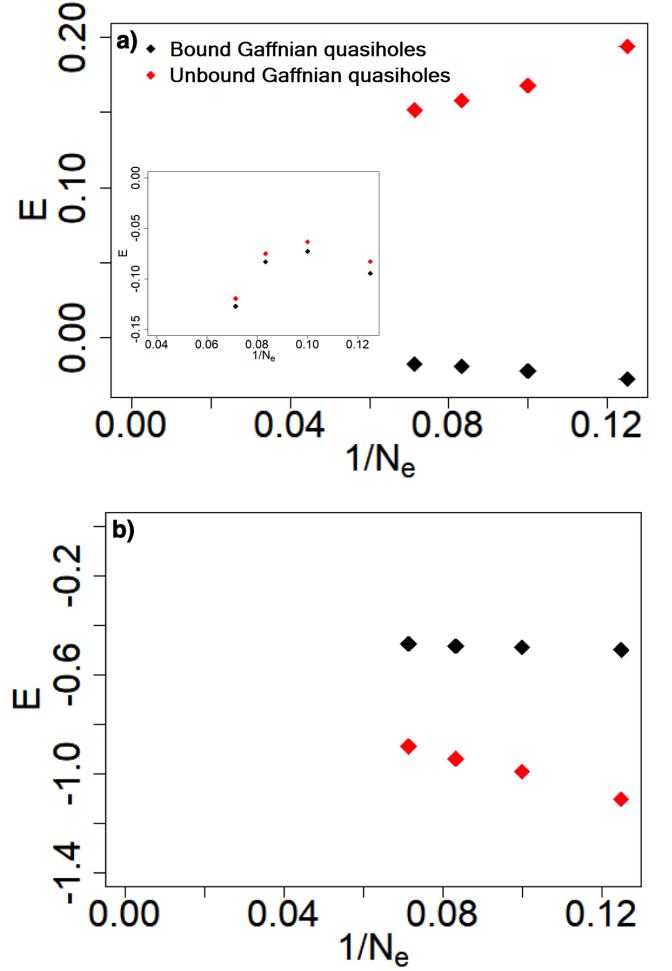 a)
Bound Gaffnian quasiholes
Unbound Gaffnian quasiholes
0.20
0.10
0.00
E
0.00
-0.05
-0.10
-0.15
E
0.04 0.06 0.08 0.10 0.12
1/Ne
0.00 0.04 0.08 0.12
1/Ne
b)
-0.2
-0.6
-1.0
-1.4
E
0.00 0.04 0.08 0.12
1/Ne